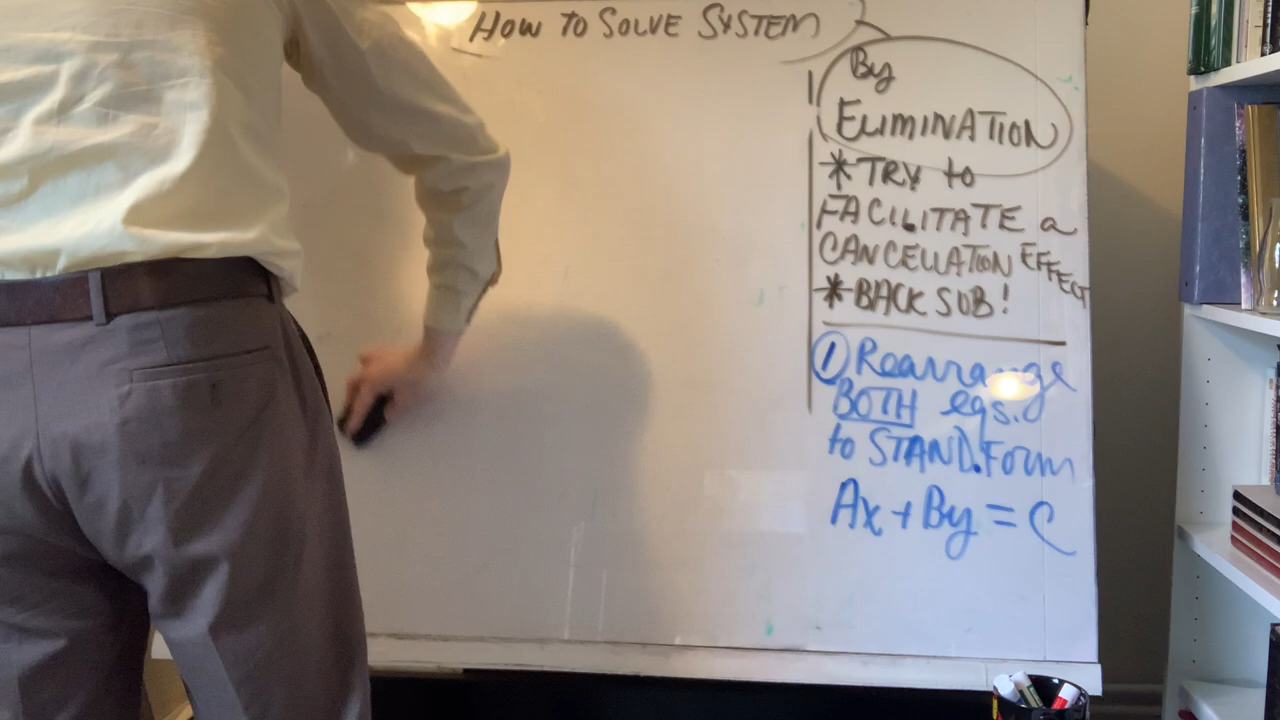 HOW TO SOLVE SYSTEM
By
ELIMINATION
*TRY to
FACILITATE a
CANCELLATION EFFECT
*BACK SUB!
① Rearrange
BOTH eqs.
to STAND. Form
Ax + By = C